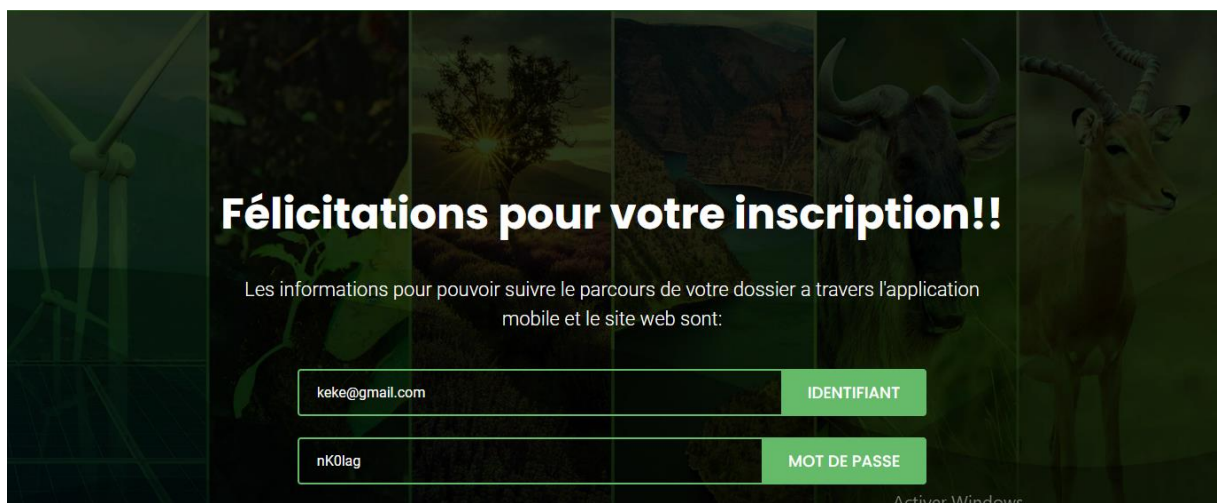 Félicitations pour votre inscription!!
Les informations pour pouvoir suivre le parcours de votre dossier a travers l'application
mobile et le site web sont:
keke@gmail.com IDENTIFIANT
nK0lag MOT DE PASSE
Activer Windows